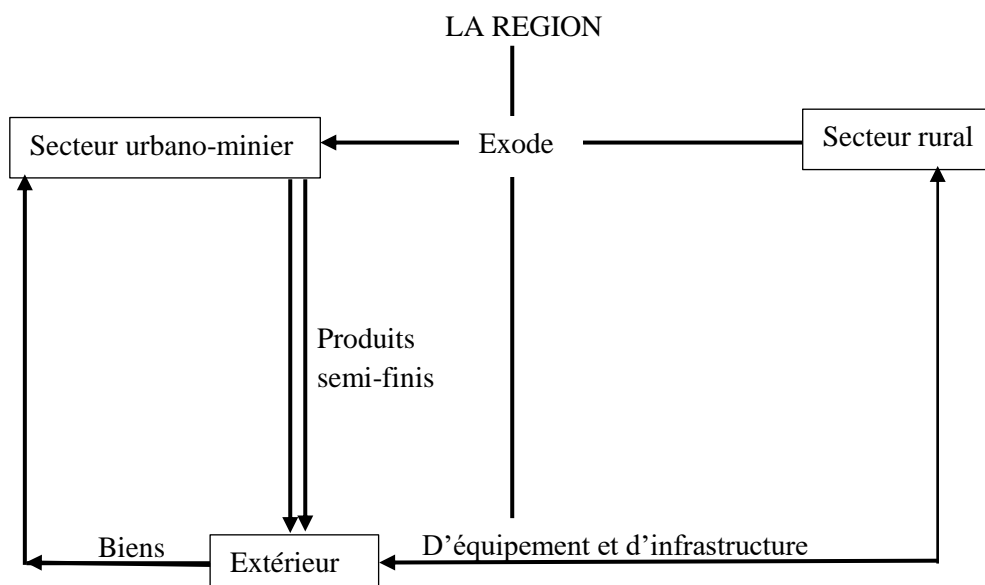 LA REGION
Secteur urbano-minier
Exode
Secteur rural
Produits
semi-finis
Biens
Extérieur
D’équipement et d’infrastructure